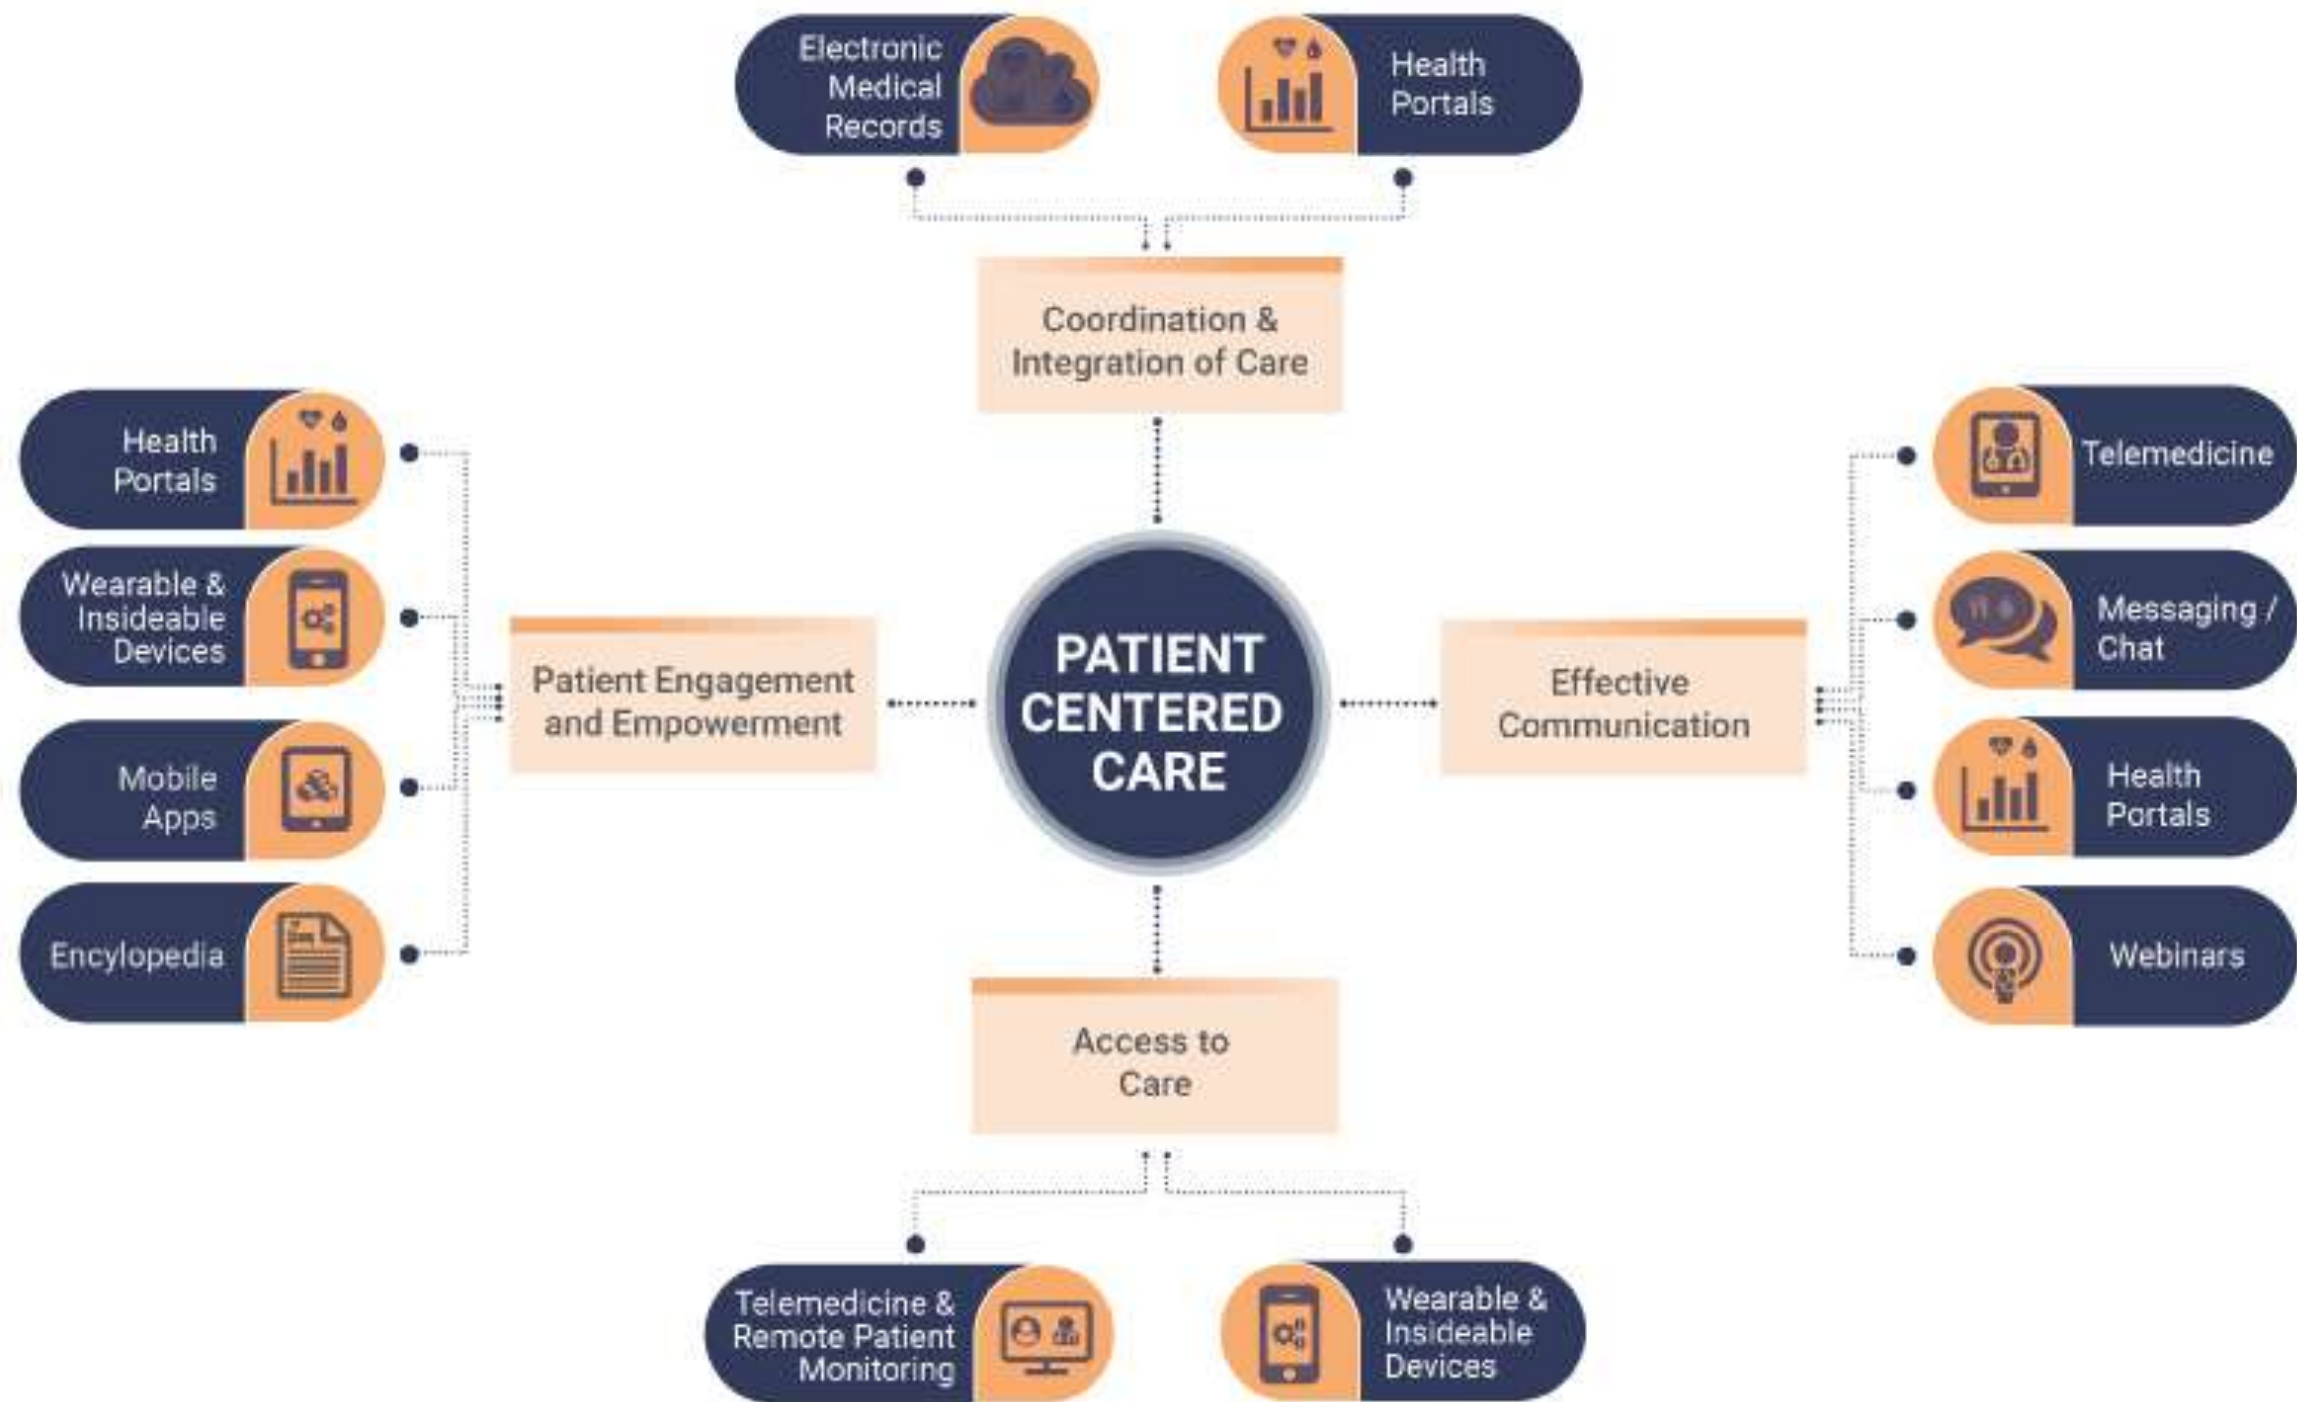 Electronic
Medical
Records
Health
Portals
Coordination &
Integration of Care
Health
Portals
Wearable &
Insideable
Devices
Mobile
Apps
Encylopedia
Patient Engagement
and Empowerment
PATIENT
CENTERED
CARE
Effective
Communication
Telemedicine
Messaging /
Chat
Health
Portals
Webinars
Access to
Care
Telemedicine &
Remote Patient
Monitoring
Wearable &
Insideable
Devices